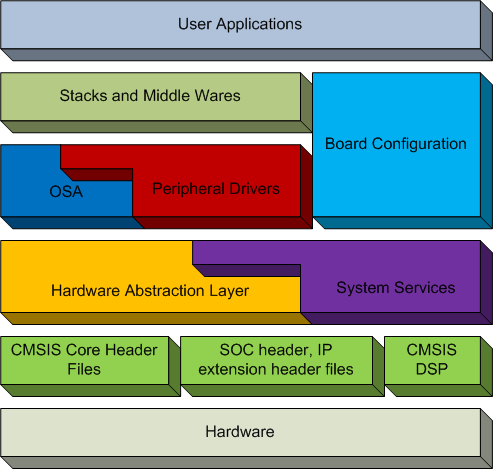 User Applications
Stacks and Middle Wares
Board Configuration
OSA
Peripheral Drivers
Hardware Abstraction Layer
System Services
CMSIS Core Header
Files
SOC header, IP
extension header files
CMSIS
DSP
Hardware